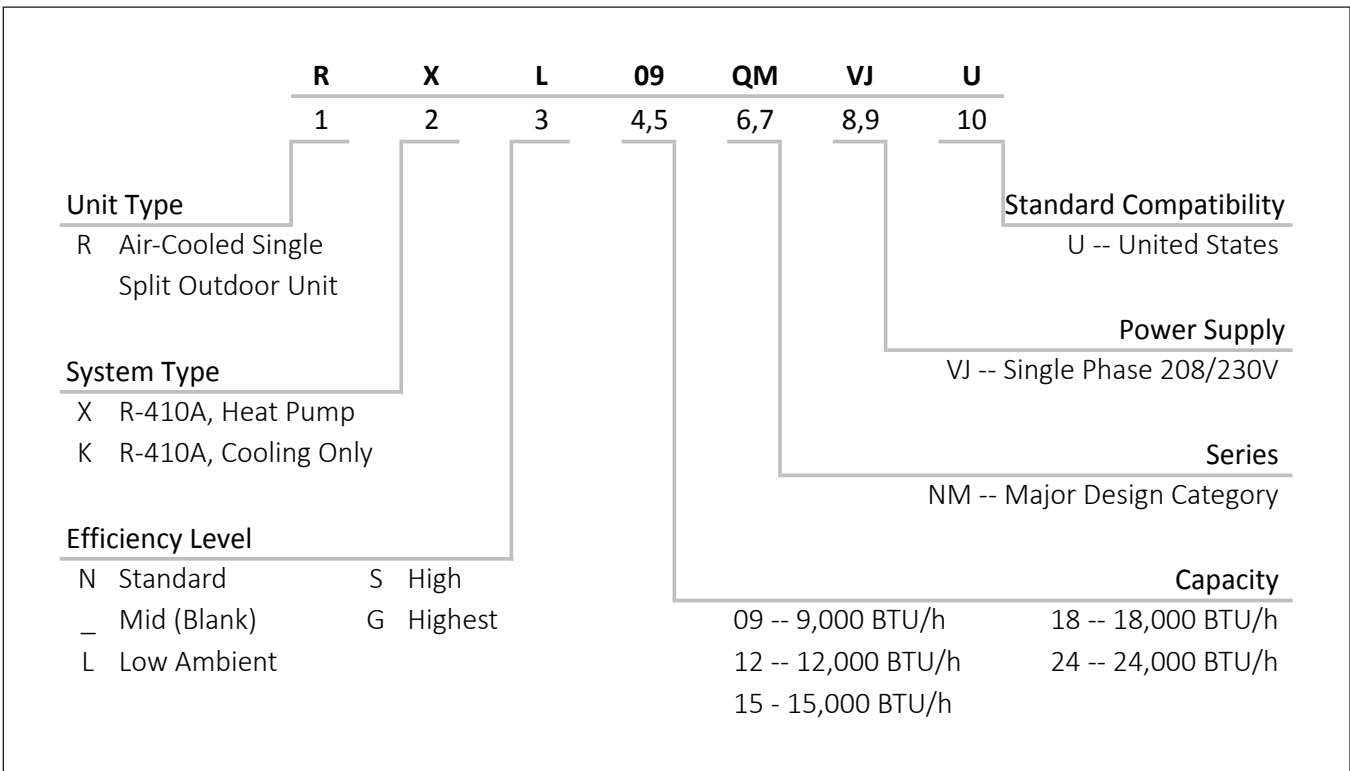 R X L 09 QM VJ U
1 2 3 4,5 6,7 8,9 10
Unit Type
R Air-Cooled Single
Split Outdoor Unit
System Type
X R-410A, Heat Pump
K R-410A, Cooling Only
Efficiency Level
N Standard S High
_ Mid (Blank) G Highest
L Low Ambient
Standard Compatibility
U -- United States
Power Supply
VJ -- Single Phase 208/230V
Series
NM -- Major Design Category
Capacity
09 -- 9,000 BTU/h 18 -- 18,000 BTU/h
12 -- 12,000 BTU/h 24 -- 24,000 BTU/h
15 - 15,000 BTU/h